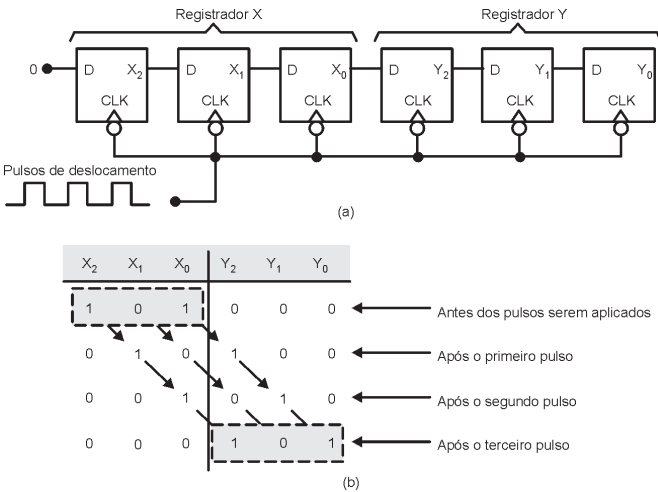 Registrador X Registrador Y
0 D X₂ D X₁ D X₀ D Y₂ D Y₁ D Y₀
CLK CLK CLK CLK CLK CLK
Pulsos de deslocamento
(a)
X₂ X₁ X₀ Y₂ Y₁ Y₀
1 0 1 0 0 0 Antes dos pulsos serem aplicados
0 1 0 1 0 0 Após o primeiro pulso
0 0 1 0 1 0 Após o segundo pulso
0 0 0 1 0 1 Após o terceiro pulso
(b)